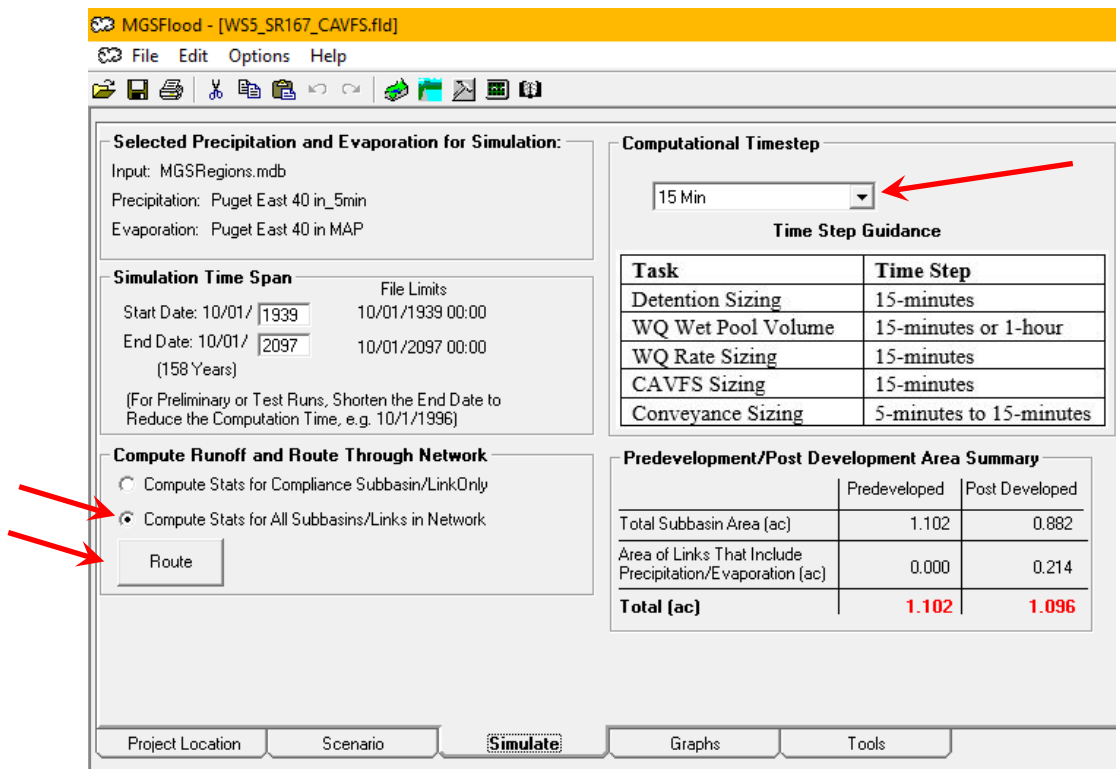 MGSFlood - [WS5_SR167_CAVFS.fld]
File Edit Options Help
Selected Precipitation and Evaporation for Simulation:
Input: MGSRegions.mdb
Precipitation: Puget East 40 in_5min
Evaporation: Puget East 40 in MAP
Simulation Time Span
File Limits
Start Date: 10/01/ 1939 10/01/1939 00:00
End Date: 10/01/ 2097 10/01/2097 00:00
(158 Years)
(For Preliminary or Test Runs, Shorten the End Date to
Reduce the Computation Time, e.g. 10/1/1996)
Compute Runoff and Route Through Network
Compute Stats for Compliance Subbasin/LinkOnly
Compute Stats for All Subbasins/Links in Network
Route
Computational Timestep
15 Min
Time Step Guidance
Task Time Step
Detention Sizing 15-minutes
WQ Wet Pool Volume 15-minutes or 1-hour
WQ Rate Sizing 15-minutes
CAVFS Sizing 15-minutes
Conveyance Sizing 5-minutes to 15-minutes
Predevelopment/Post Development Area Summary
Predeveloped Post Developed
Total Subbasin Area (ac) 1.102 0.882
Area of Links That Include
Precipitation/Evaporation (ac) 0.000 0.214
Total (ac) 1.102 1.096
Project Location Scenario Simulate Graphs Tools